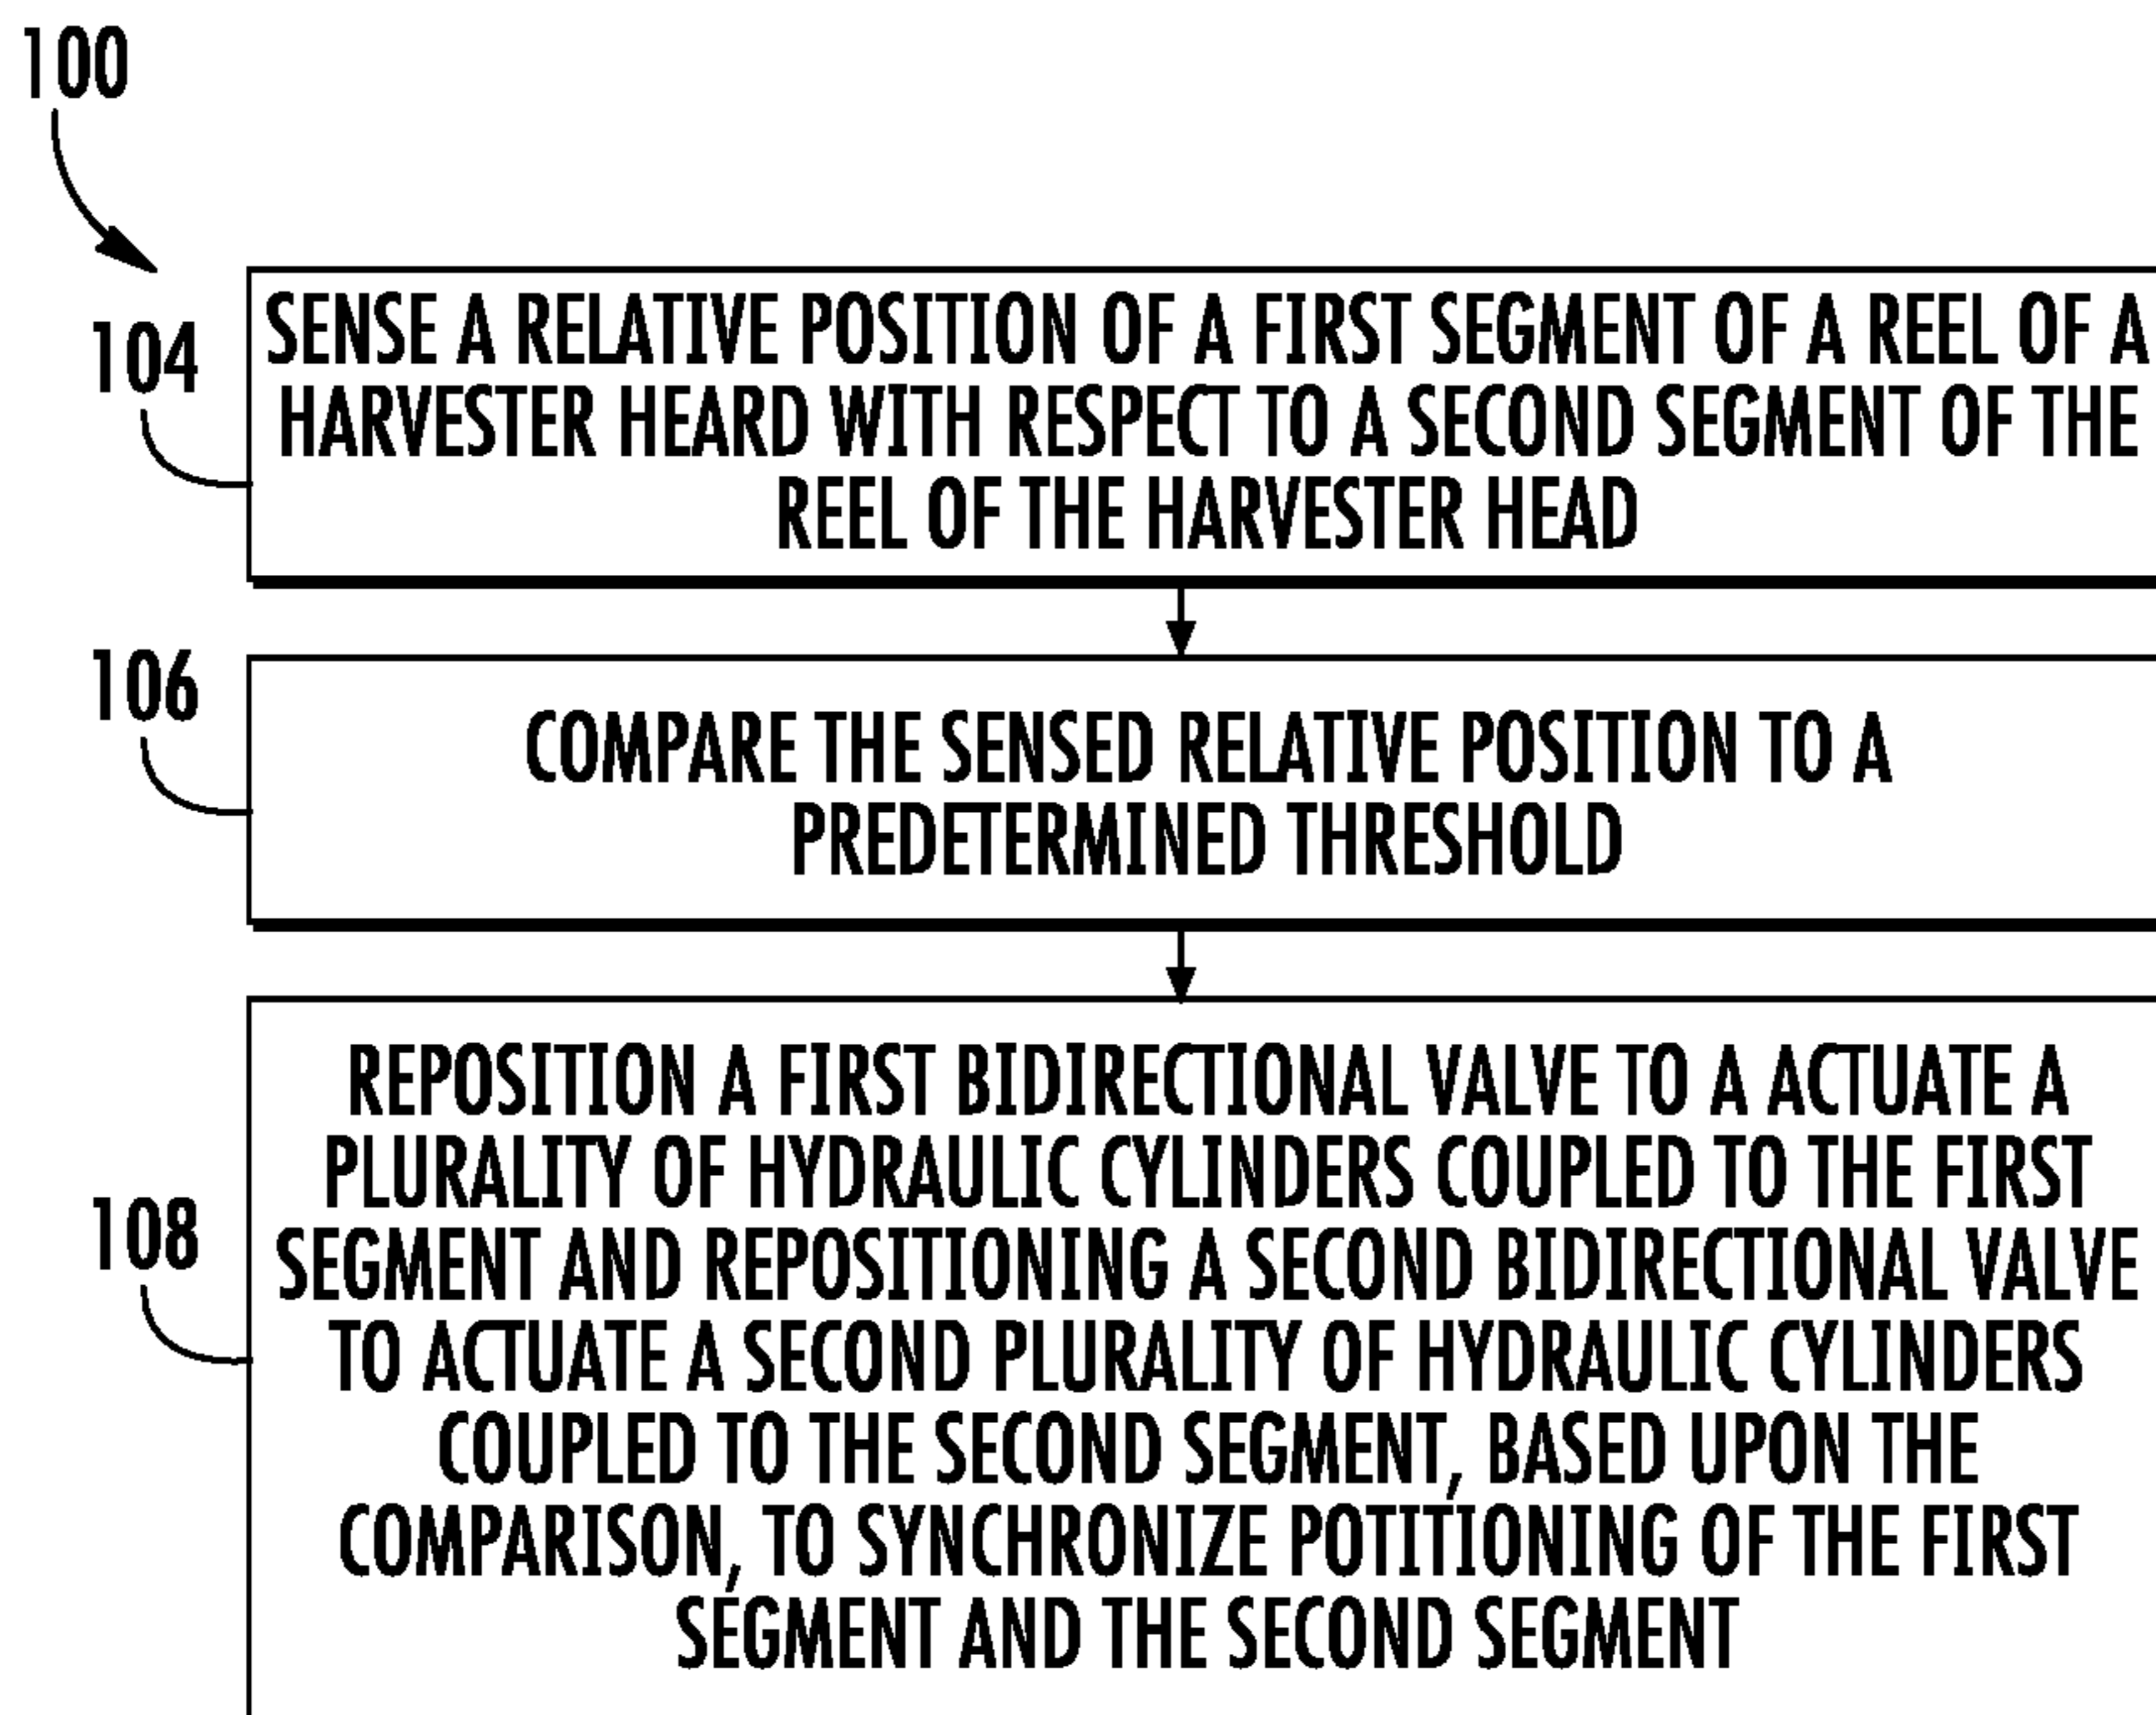 100
104
SENSE A RELATIVE POSITION OF A FIRST SEGMENT OF A REEL OF A
HARVESTER HEARD WITH RESPECT TO A SECOND SEGMENT OF THE
REEL OF THE HARVESTER HEAD
106
COMPARE THE SENSED RELATIVE POSITION TO A
PREDETERMINED THRESHOLD
108
REPOSITION A FIRST BIDIRECTIONAL VALVE TO A ACTUATE A
PLURALITY OF HYDRAULIC CYLINDERS COUPLED TO THE FIRST
SEGMENT AND REPOSITIONING A SECOND BIDIRECTIONAL VALVE
TO ACTUATE A SECOND PLURALITY OF HYDRAULIC CYLINDERS
COUPLED TO THE SECOND SEGMENT, BASED UPON THE
COMPARISON, TO SYNCHRONIZE POTITIONING OF THE FIRST
SEGMENT AND THE SECOND SEGMENT